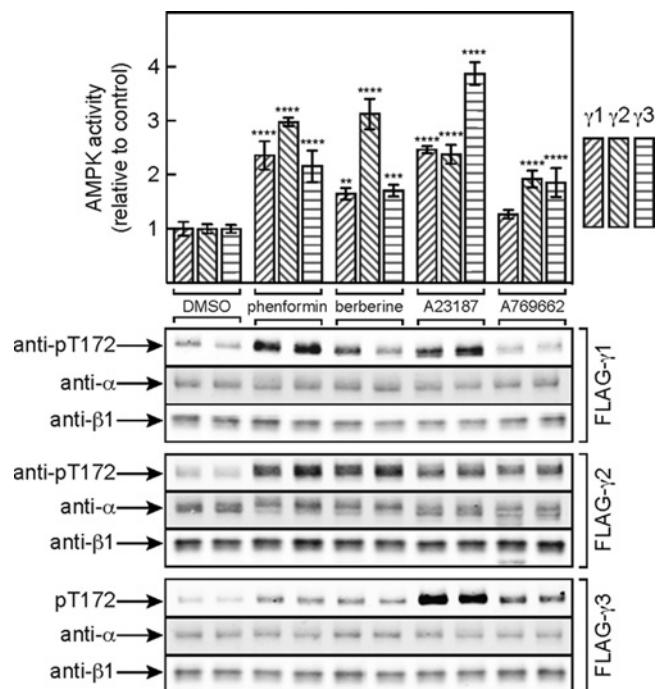 AMPK activity
(relative to control)
4
3
2
1
**** **** ****
** **** ***
**** **** ****
**** ****
γ1 γ2 γ3
DMSO phenformin berberine A23187 A769662
anti-pT172
anti-α
anti-β1
FLAG-γ1
anti-pT172
anti-α
anti-β1
FLAG-γ2
pT172
anti-α
anti-β1
FLAG-γ3